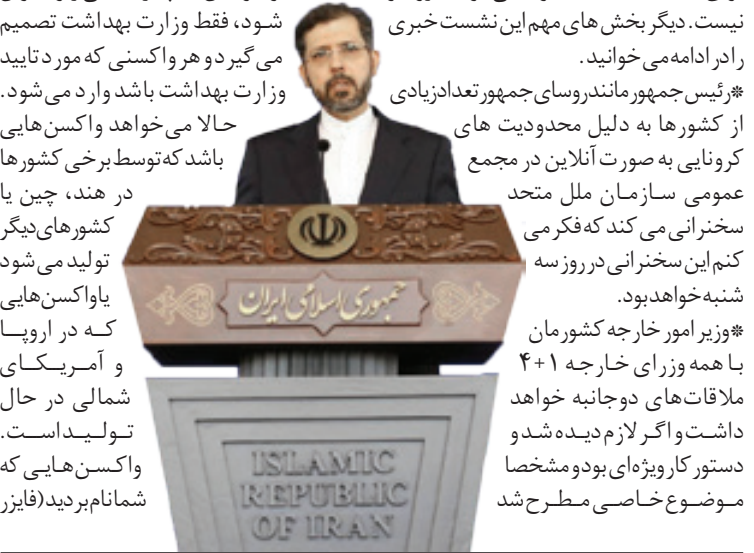 نیست. دیگر بخش های مهم این نشست خبری
را در ادامه می خوانید.
*رئیس جمهور مانند روسای جمهور تعداد زیادی
از کشورها به دلیل محدودیت های
کرونایی به صورت آنلاین در مجمع
عمومی سازمان ملل متحد
سخنرانی می کند که فکر می
کنم این سخنرانی در روز سه
شنبه خواهد بود.
*وزیر امور خارجه کشورمان
با همه وزرای خارجه ۱+۴
ملاقات‌های دوجانبه خواهد
داشت و اگر لازم دیده شد و
دستور کار ویژه‌ای بود و مشخصا
موضوع خاصی مطرح شد
شود، فقط وزارت بهداشت تصمیم
می گیرد و هر واکسنی که مورد تایید
وزارت بهداشت باشد وارد می شود.
حالا می خواهد واکسن هایی
باشد که توسط برخی کشورها
در هند، چین یا
کشورهای دیگر
تولید می شود
یا واکسن هایی
که در اروپا
و آمریکای
شمالی در حال
تولید است.
واکسن هایی که
شما نام بردید (فایزر
جمهوری اسلامی ایران
ISLAMIC
REPUBLIC
OF IRAN